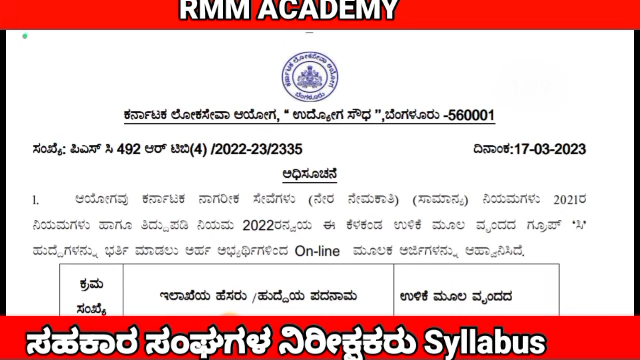 RMM ACADEMY
ಕರ್ನಾಟಕ ಲೋಕಸೇವಾ ಆಯೋಗ, “ ಉದ್ಯೋಗ ಸೌಧ ”,ಬೆಂಗಳೂರು -560001
ಸಂಖ್ಯೆ: ಪಿಎಸ್ ಸಿ 492 ಆರ್ ಟಿಬಿ(4) /2022-23/2335 ದಿನಾಂಕ:17-03-2023
ಅಧಿಸೂಚನೆ
1. ಆಯೋಗವು ಕರ್ನಾಟಕ ನಾಗರೀಕ ಸೇವೆಗಳು (ನೇರ ನೇಮಕಾತಿ) (ಸಾಮಾನ್ಯ) ನಿಯಮಗಳು 2021ರ
ನಿಯಮಗಳು ಹಾಗೂ ತಿದ್ದುಪಡಿ ನಿಯಮ 2022ರನ್ವಯ ಈ ಕೆಳಕಂಡ ಉಳಿಕೆ ಮೂಲ ವೃಂದದ ಗ್ರೂಪ್ ‘ಸಿ’
ಹುದ್ದೆಗಳನ್ನು ಭರ್ತಿ ಮಾಡಲು ಅರ್ಹ ಅಭ್ಯರ್ಥಿಗಳಿಂದ On-line ಮೂಲಕ ಅರ್ಜಿಗಳನ್ನು ಆಹ್ವಾನಿಸಿದೆ.
ಕ್ರಮ
ಸಂಖ್ಯೆ
ಇಲಾಖೆಯ ಹೆಸರು /ಹುದ್ದೆಯ ಪದನಾಮ
ಉಳಿಕೆ ಮೂಲ ವೃಂದದ
ಸಹಕಾರ ಸಂಘಗಳ ನಿರೀಕ್ಷಕರು Syllabus